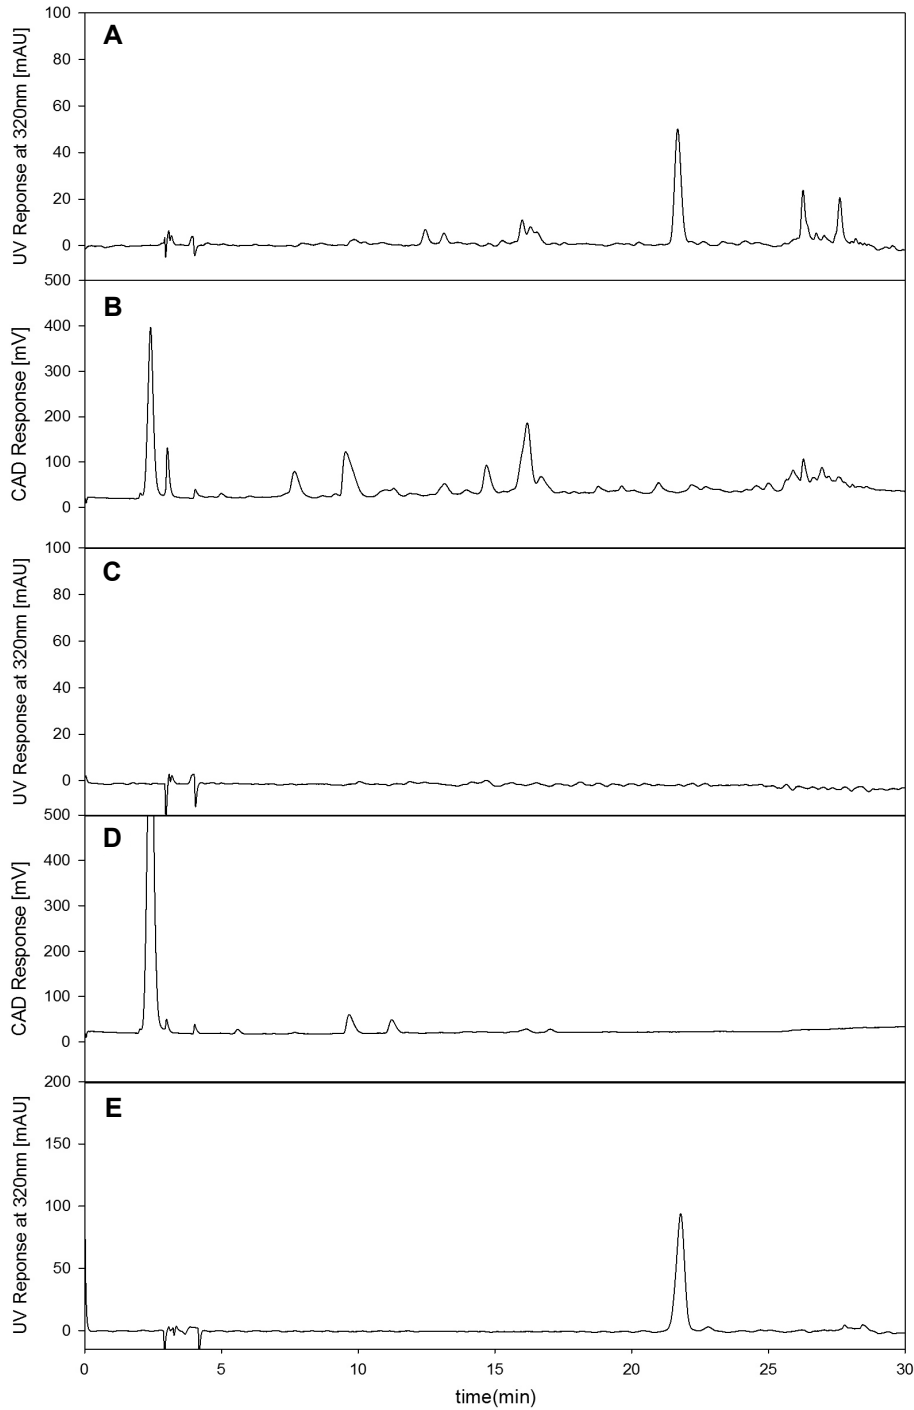 A
UV Reponse at 320nm [mAU]
100
80
60
40
20
0
B
CAD Response [mV]
500
400
300
200
100
0
C
UV Response at 320nm [mAU]
100
80
60
40
20
0
D
CAD Response [mV]
500
400
300
200
100
0
E
UV Reponse at 320nm [mAU]
200
150
100
50
0
0 5 10 15 20 25 30
time(min)